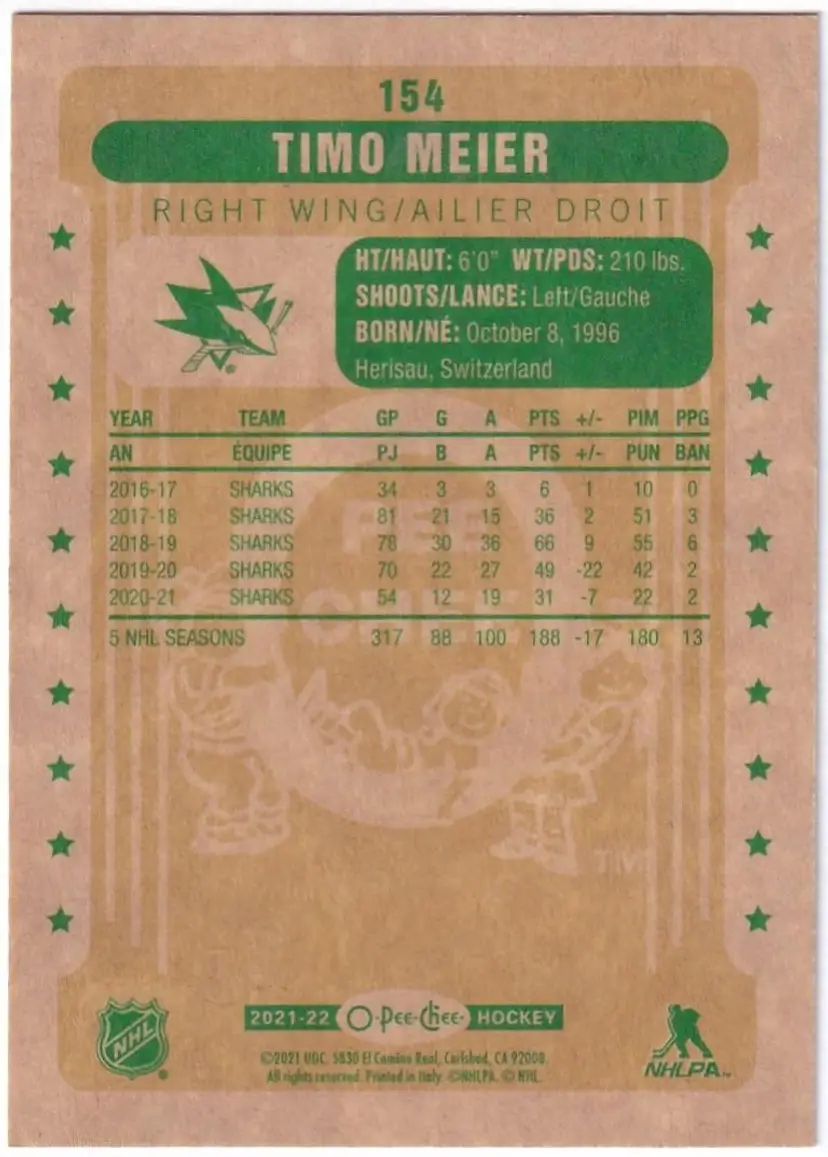 154
TIMO MEIER
RIGHT WING/AILIER DROIT
HT/HAUT: 6'0" WT/PDS: 210 lbs.
SHOOTS/LANCE: Left/Gauche
BORN/NÉ: October 8, 1996
Herisau, Switzerland
YEAR TEAM GP G A PTS +/- PIM PPG
AN ÉQUIPE PJ B A PTS +/- PUN BAN
2016-17 SHARKS 34 3 3 6 1 10 0
2017-18 SHARKS 81 21 15 36 2 51 3
2018-19 SHARKS 78 30 36 66 9 55 6
2019-20 SHARKS 70 22 27 49 -22 42 2
2020-21 SHARKS 54 12 19 31 -7 22 2
5 NHL SEASONS 317 88 100 188 -17 180 13
PEE
CHEE
TM
NHL
2021-22 O-Pee-Chee HOCKEY
NHLPA™
©2021 UDC. 5830 El Camino Real, Carlsbad, CA 92008.
All rights reserved. Printed in Italy. ©NHLPA. © NHL.